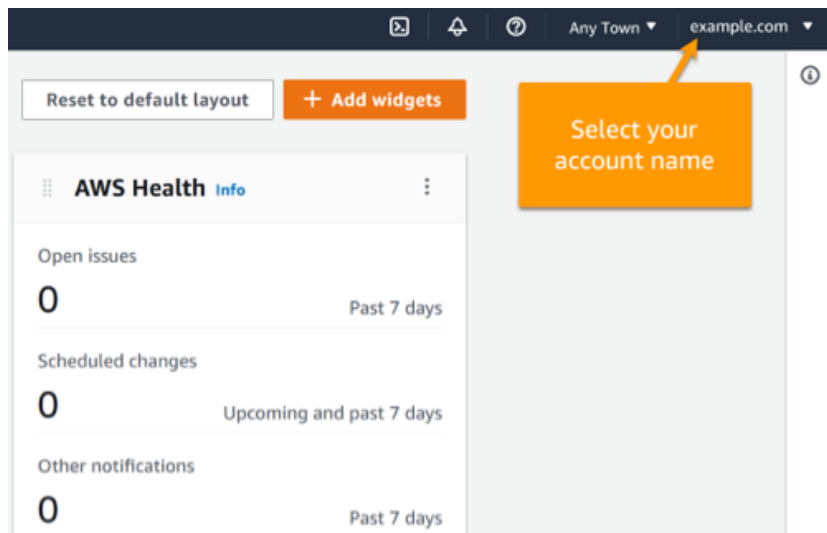 Any Town
example.com
Reset to default layout
+ Add widgets
Select your
account name
AWS Health Info
Open issues
0
Past 7 days
Scheduled changes
0
Upcoming and past 7 days
Other notifications
0
Past 7 days